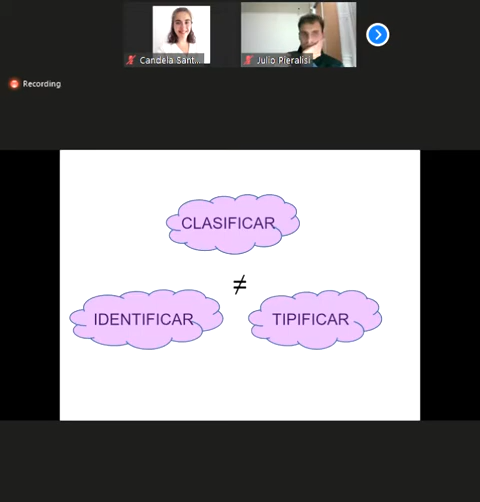 Candela Sant...
Julio Pieralisi
Recording
CLASIFICAR
≠
IDENTIFICAR
TIPIFICAR